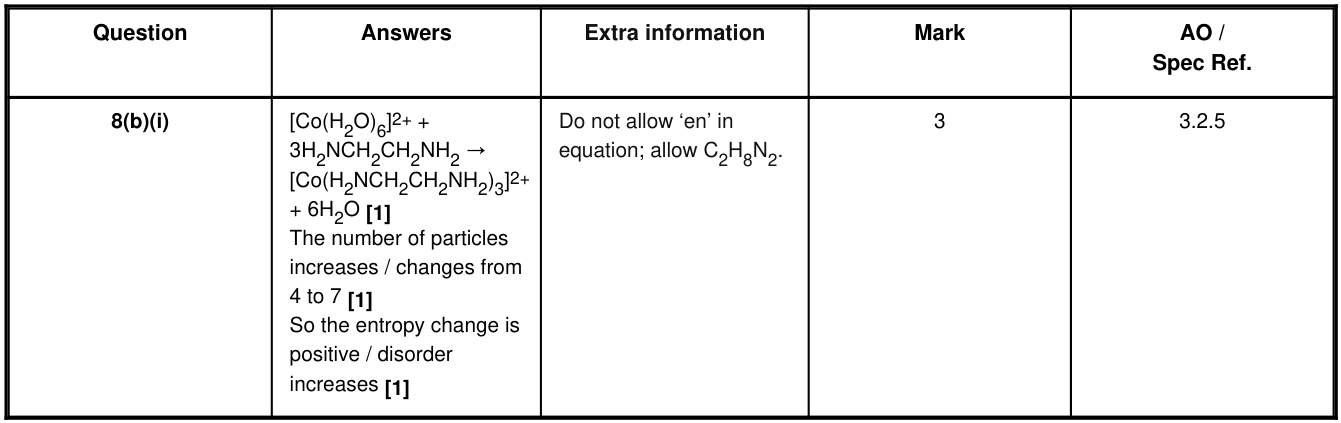 Question Answers Extra information Mark AO /
Spec Ref.
8(b)(i) [Co(H₂O)₆]²⁺ + Do not allow ‘en’ in 3 3.2.5
3H₂NCH₂CH₂NH₂ → equation; allow C₂H₈N₂.
[Co(H₂NCH₂CH₂NH₂)₃]²⁺
+ 6H₂O [1]
The number of particles
increases / changes from
4 to 7 [1]
So the entropy change is
positive / disorder
increases [1]